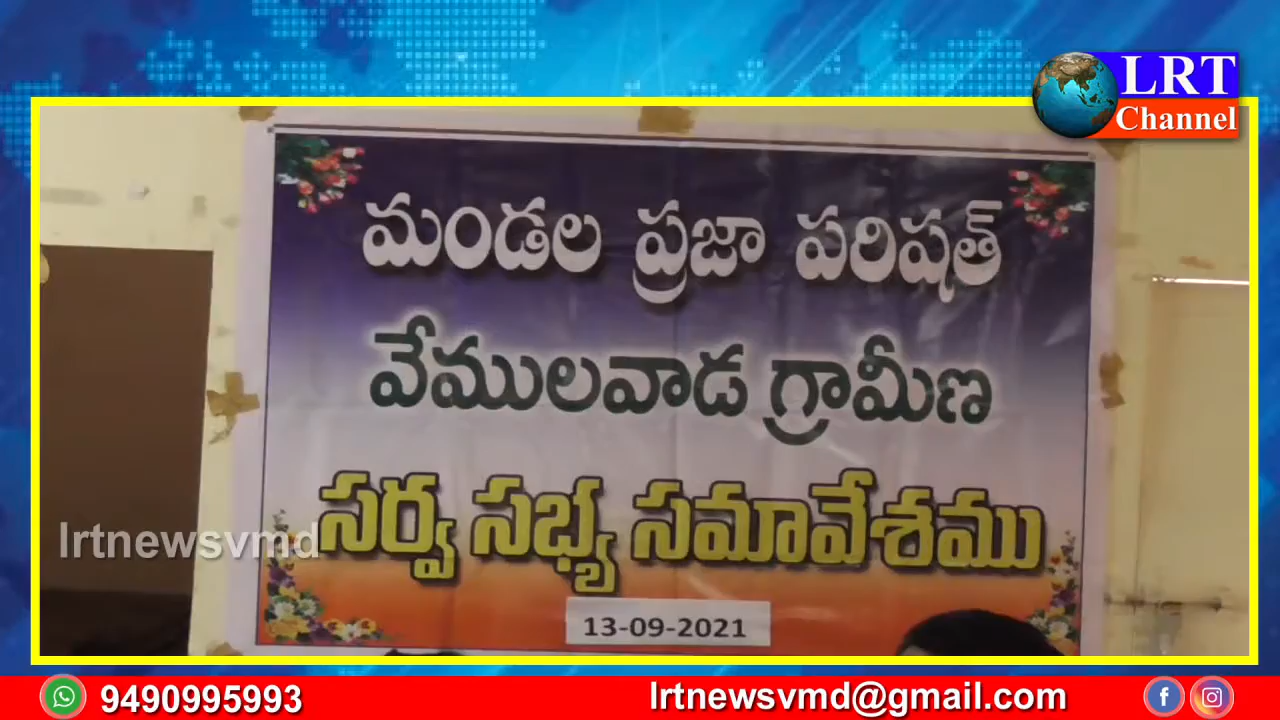 LRT
Channel
మండల ప్రజా పరిషత్
వేములవాడ గ్రామీణ
సర్వ సభ్య సమావేశము
lrtnewsvmd
13-09-2021
9490995993
lrtnewsvmd@gmail.com